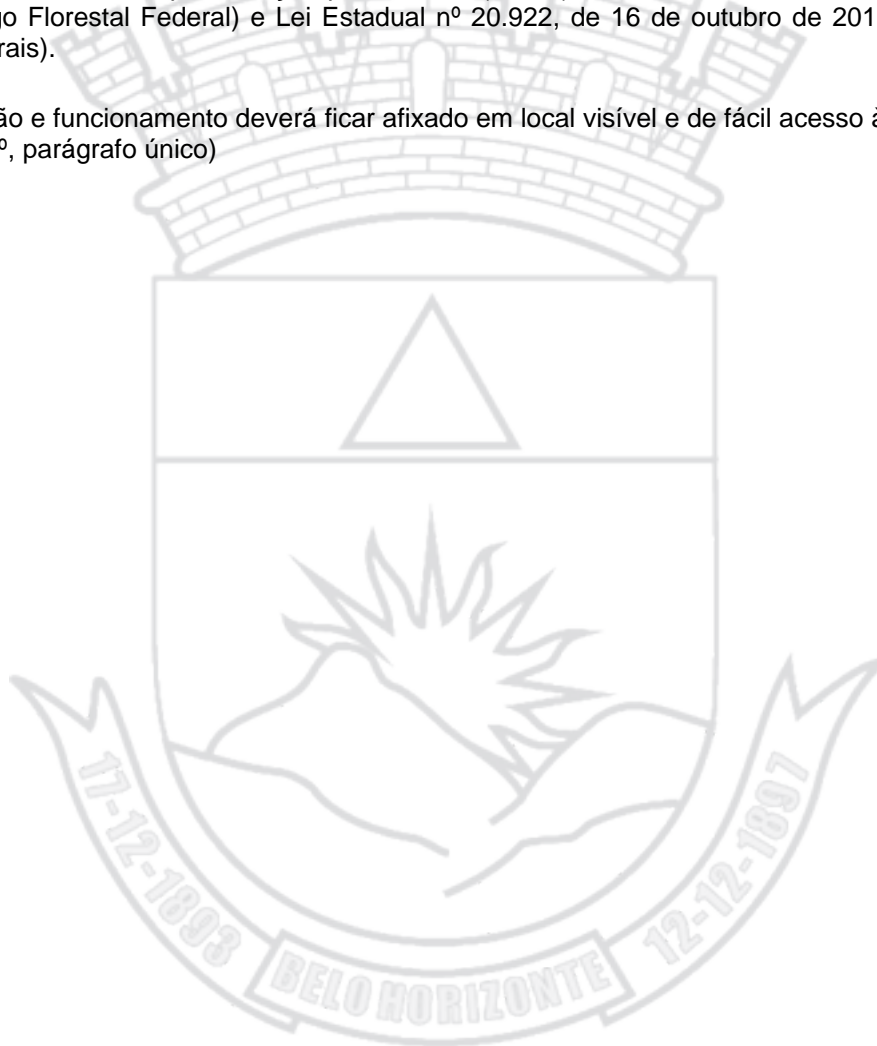 go Florestal Federal) e Lei Estadual nº 20.922, de 16 de outubro de 201
rais).
ão e funcionamento deverá ficar afixado em local visível e de fácil acesso à
º, parágrafo único)
17-12-1893
BELO HORIZONTE
12-12-1897